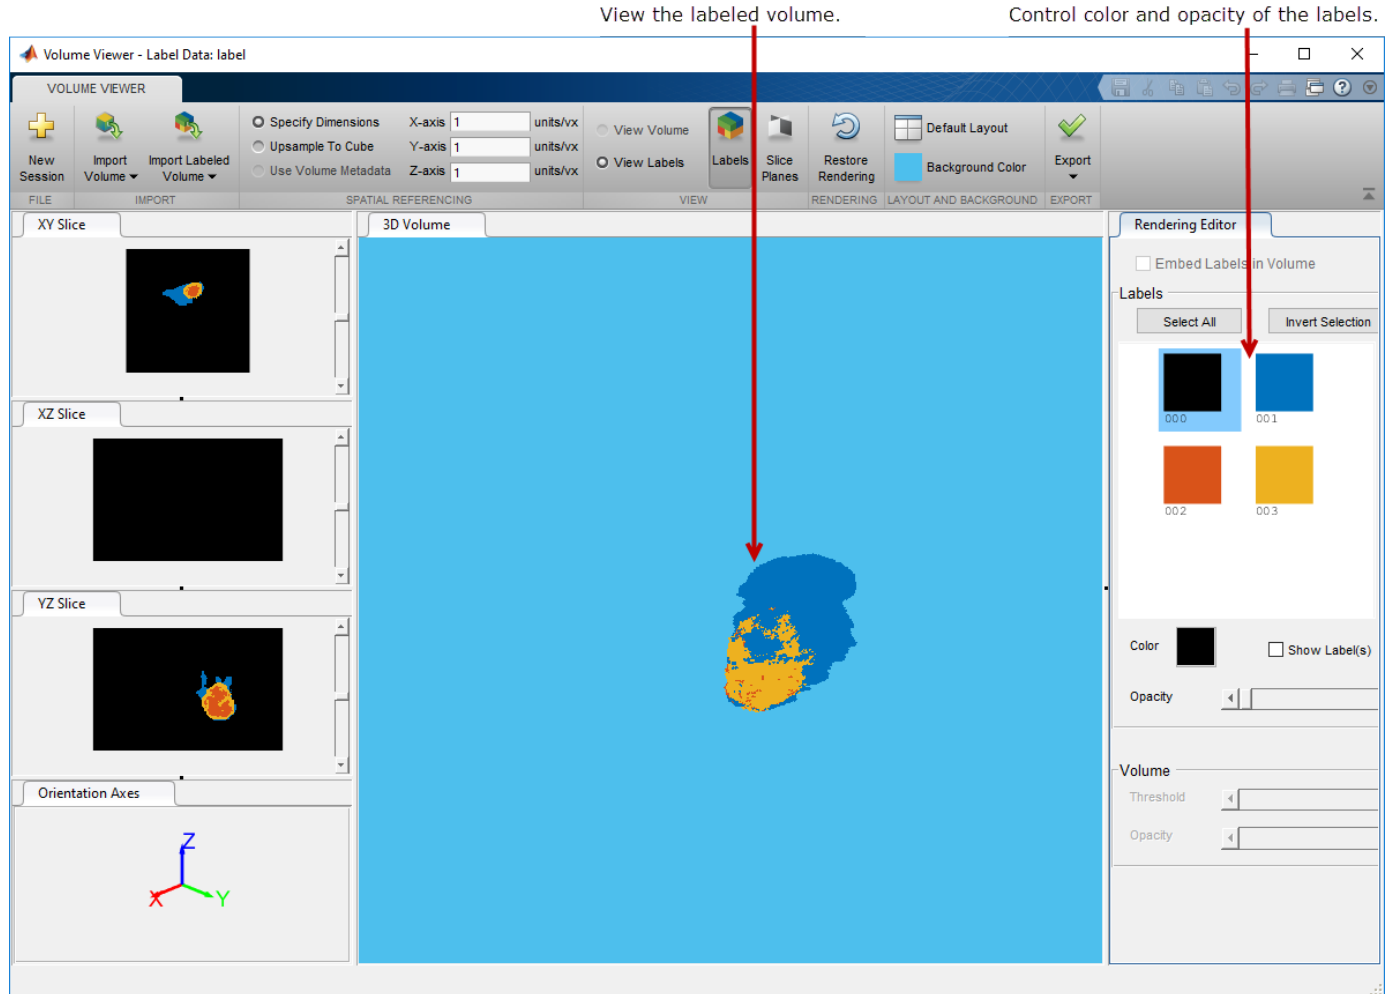 View the labeled volume.
Control color and opacity of the labels.
Volume Viewer - Label Data: label
VOLUME VIEWER
New Session
Import Volume
Import Labeled Volume
Specify Dimensions
Upsample To Cube
Use Volume Metadata
X-axis 1 units/vx
Y-axis 1 units/vx
Z-axis 1 units/vx
View Volume
View Labels
Labels
Slice Planes
Restore Rendering
Default Layout
Background Color
Export
FILE
IMPORT
SPATIAL REFERENCING
VIEW
RENDERING
LAYOUT AND BACKGROUND
EXPORT
XY Slice
XZ Slice
YZ Slice
Orientation Axes
Z
X
Y
3D Volume
Rendering Editor
Embed Labels in Volume
Labels
Select All
Invert Selection
000
001
002
003
Color
Show Label(s)
Opacity
Volume
Threshold
Opacity